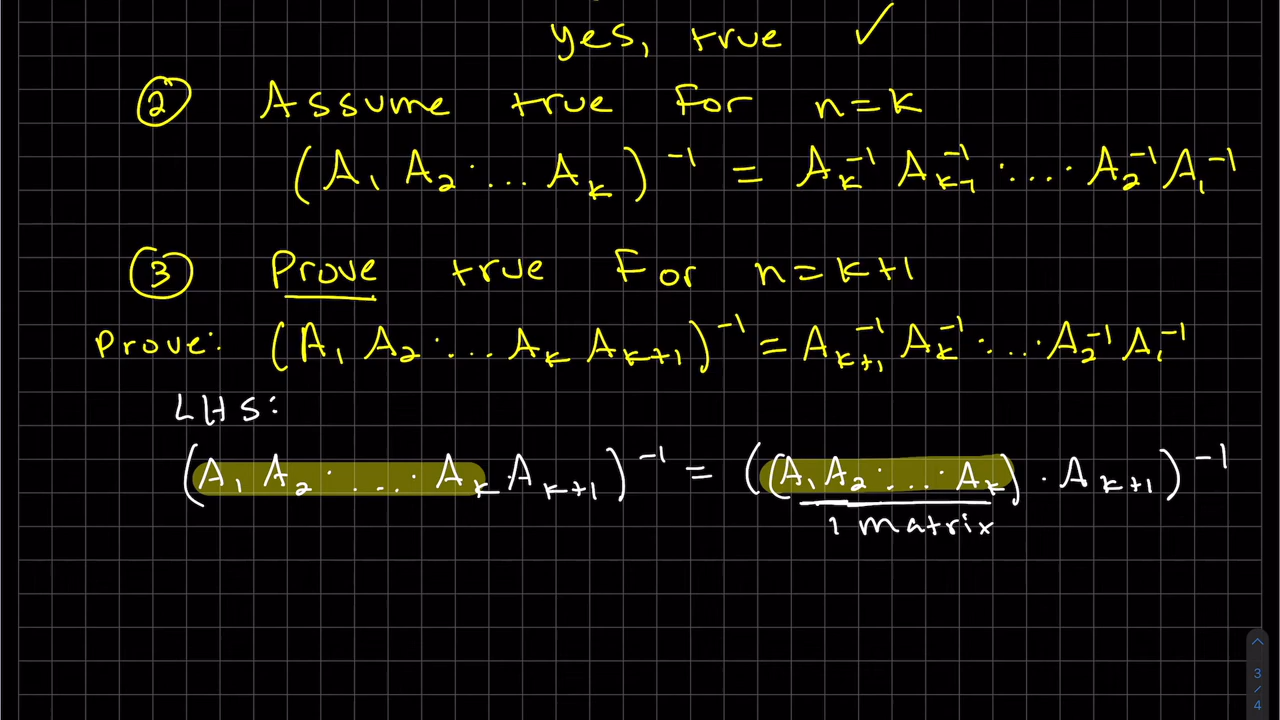 yes, true ✓
② Assume true for n=k
(A₁ A₂ ⋅ … Aₖ)⁻¹ = Aₖ⁻¹ Aₖ₋₁⁻¹ ⋅ … A₂⁻¹ A₁⁻¹
③ Prove true for n=k+1
Prove: (A₁ A₂ ⋅ … Aₖ Aₖ₊₁)⁻¹ = Aₖ₊₁⁻¹ Aₖ⁻¹ ⋅ … A₂⁻¹ A₁⁻¹
LHS:
(A₁ A₂ ⋅ … ⋅ Aₖ ⋅ Aₖ₊₁)⁻¹ = ((A₁ A₂ ⋅ … ⋅ Aₖ) ⋅ Aₖ₊₁)⁻¹
1 matrix
3
/
4